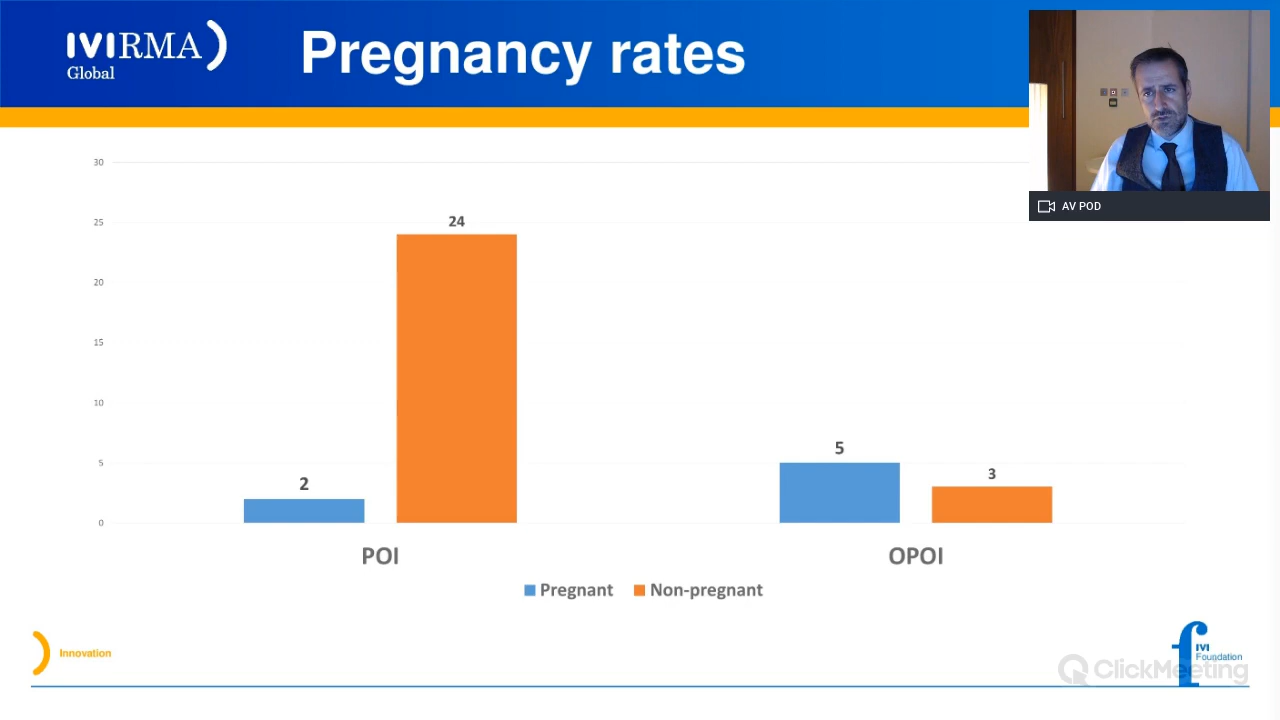 IVIRMA
Global
Pregnancy rates
AV POD
30
25
20
15
10
5
0
2
24
5
3
POI
OPOI
Pregnant
Non-pregnant
Innovation
IVI
Foundation
ClickMeeting